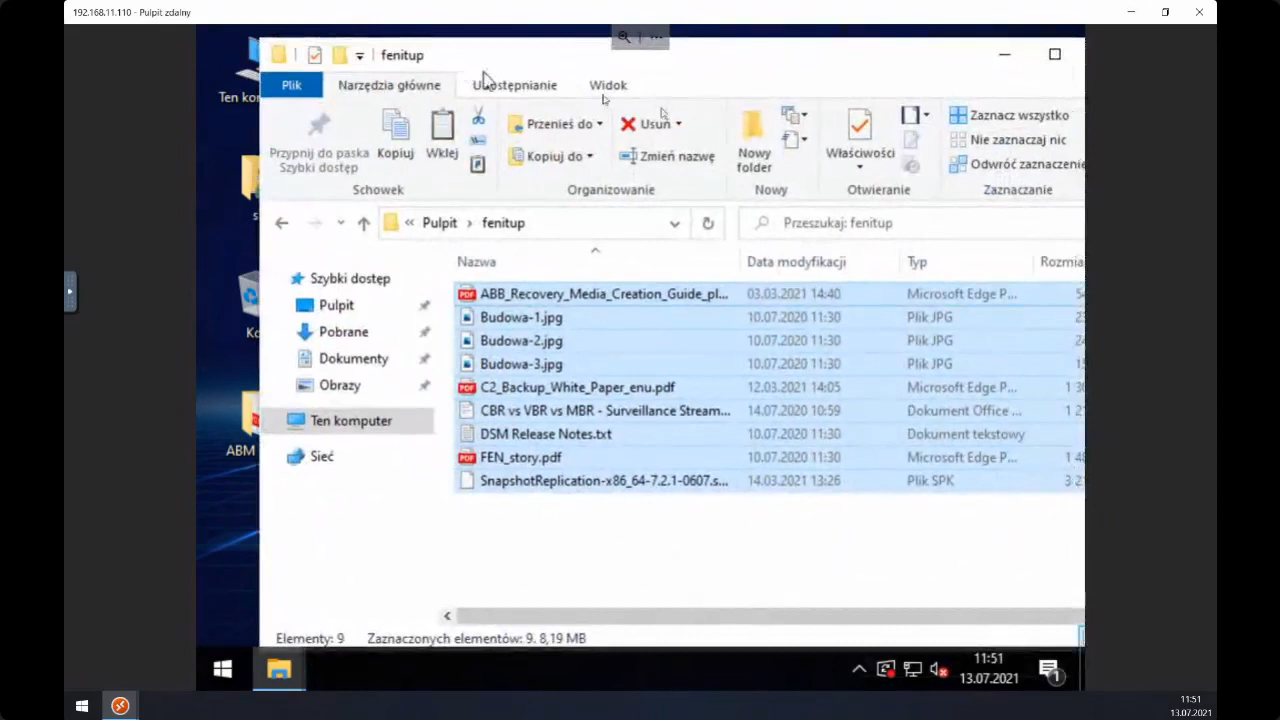 192.168.11.110 - Pulpit zdalny
fenitup
Plik Narzędzia główne Udostępnianie Widok
Przypnij do paska Szybki dostęp
Kopiuj
Wklej
Przenieś do
Kopiuj do
Usuń
Zmień nazwę
Nowy folder
Właściwości
Zaznacz wszystko
Nie zaznaczaj nic
Odwróć zaznaczenie
Schowek Organizowanie Nowy Otwieranie Zaznaczanie
« Pulpit › fenitup
Przeszukaj: fenitup
Ten
Szybki dostęp
Pulpit
Pobrane
Dokumenty
Obrazy
Ten komputer
Sieć
ABM
Nazwa Data modyfikacji Typ
ABB_Recovery_Media_Creation_Guide_pl... 03.03.2021 14:40 Microsoft Edge P...
Budowa-1.jpg 10.07.2020 11:30 Plik JPG
Budowa-2.jpg 10.07.2020 11:30 Plik JPG
Budowa-3.jpg 10.07.2020 11:30 Plik JPG
C2_Backup_White_Paper_enu.pdf 12.03.2021 14:05 Microsoft Edge P...
CBR vs VBR vs MBR - Surveillance Stream... 14.07.2020 10:59 Dokument Office ...
DSM Release Notes.txt 10.07.2020 11:30 Dokument tekstowy
FEN_story.pdf 10.07.2020 11:30 Microsoft Edge P...
SnapshotReplication-x86_64-7.2.1-0607.s... 14.03.2021 13:26 Plik SPK
Elementy: 9 Zaznaczonych elementów: 9. 8,19 MB
11:51
13.07.2021
1
11:51
13.07.2021